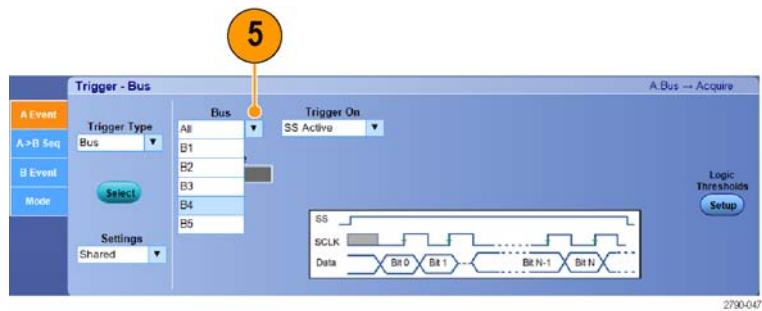 5
Trigger - Bus
A:Bus → Acquire
A Event
A->B Seq
B Event
Mode
Trigger Type
Bus
Select
Settings
Shared
Bus
All
B1
B2
B3
B4
B5
Trigger On
SS Active
SS
SCLK
Data Bit 0 Bit 1 Bit N-1 Bit N
Logic
Thresholds
Setup
2790-047